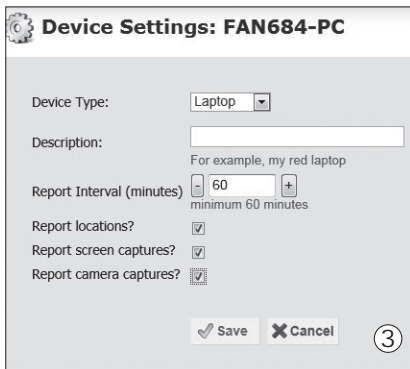 Device Settings: FAN684-PC
Device Type: Laptop
Description:
For example, my red laptop
Report Interval (minutes) - 60 +
minimum 60 minutes
Report locations?
Report screen captures?
Report camera captures?
Save Cancel
③